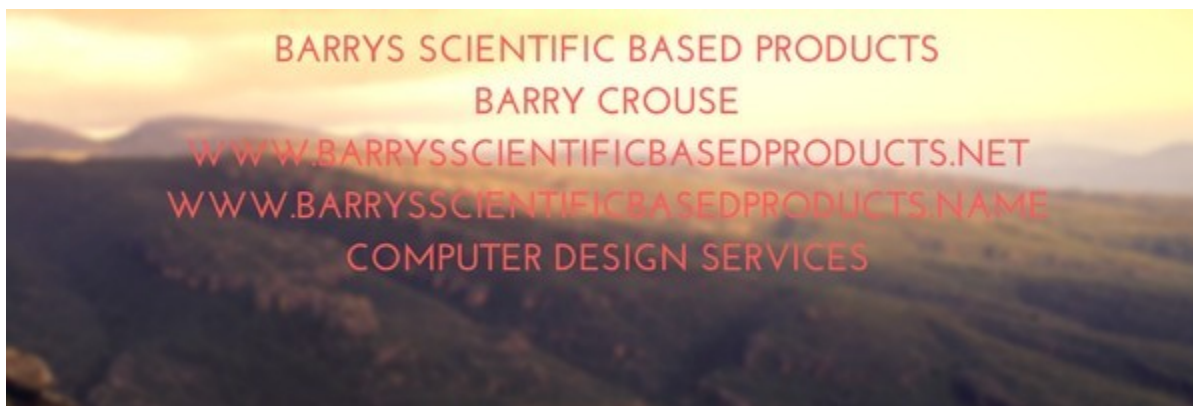 BARRYS SCIENTIFIC BASED PRODUCTS
BARRY CROUSE
WWW.BARRYSSCIENTIFICBASEDPRODUCTS.NET
WWW.BARRYSSCIENTIFICBASEDPRODUCTS.NAME
COMPUTER DESIGN SERVICES